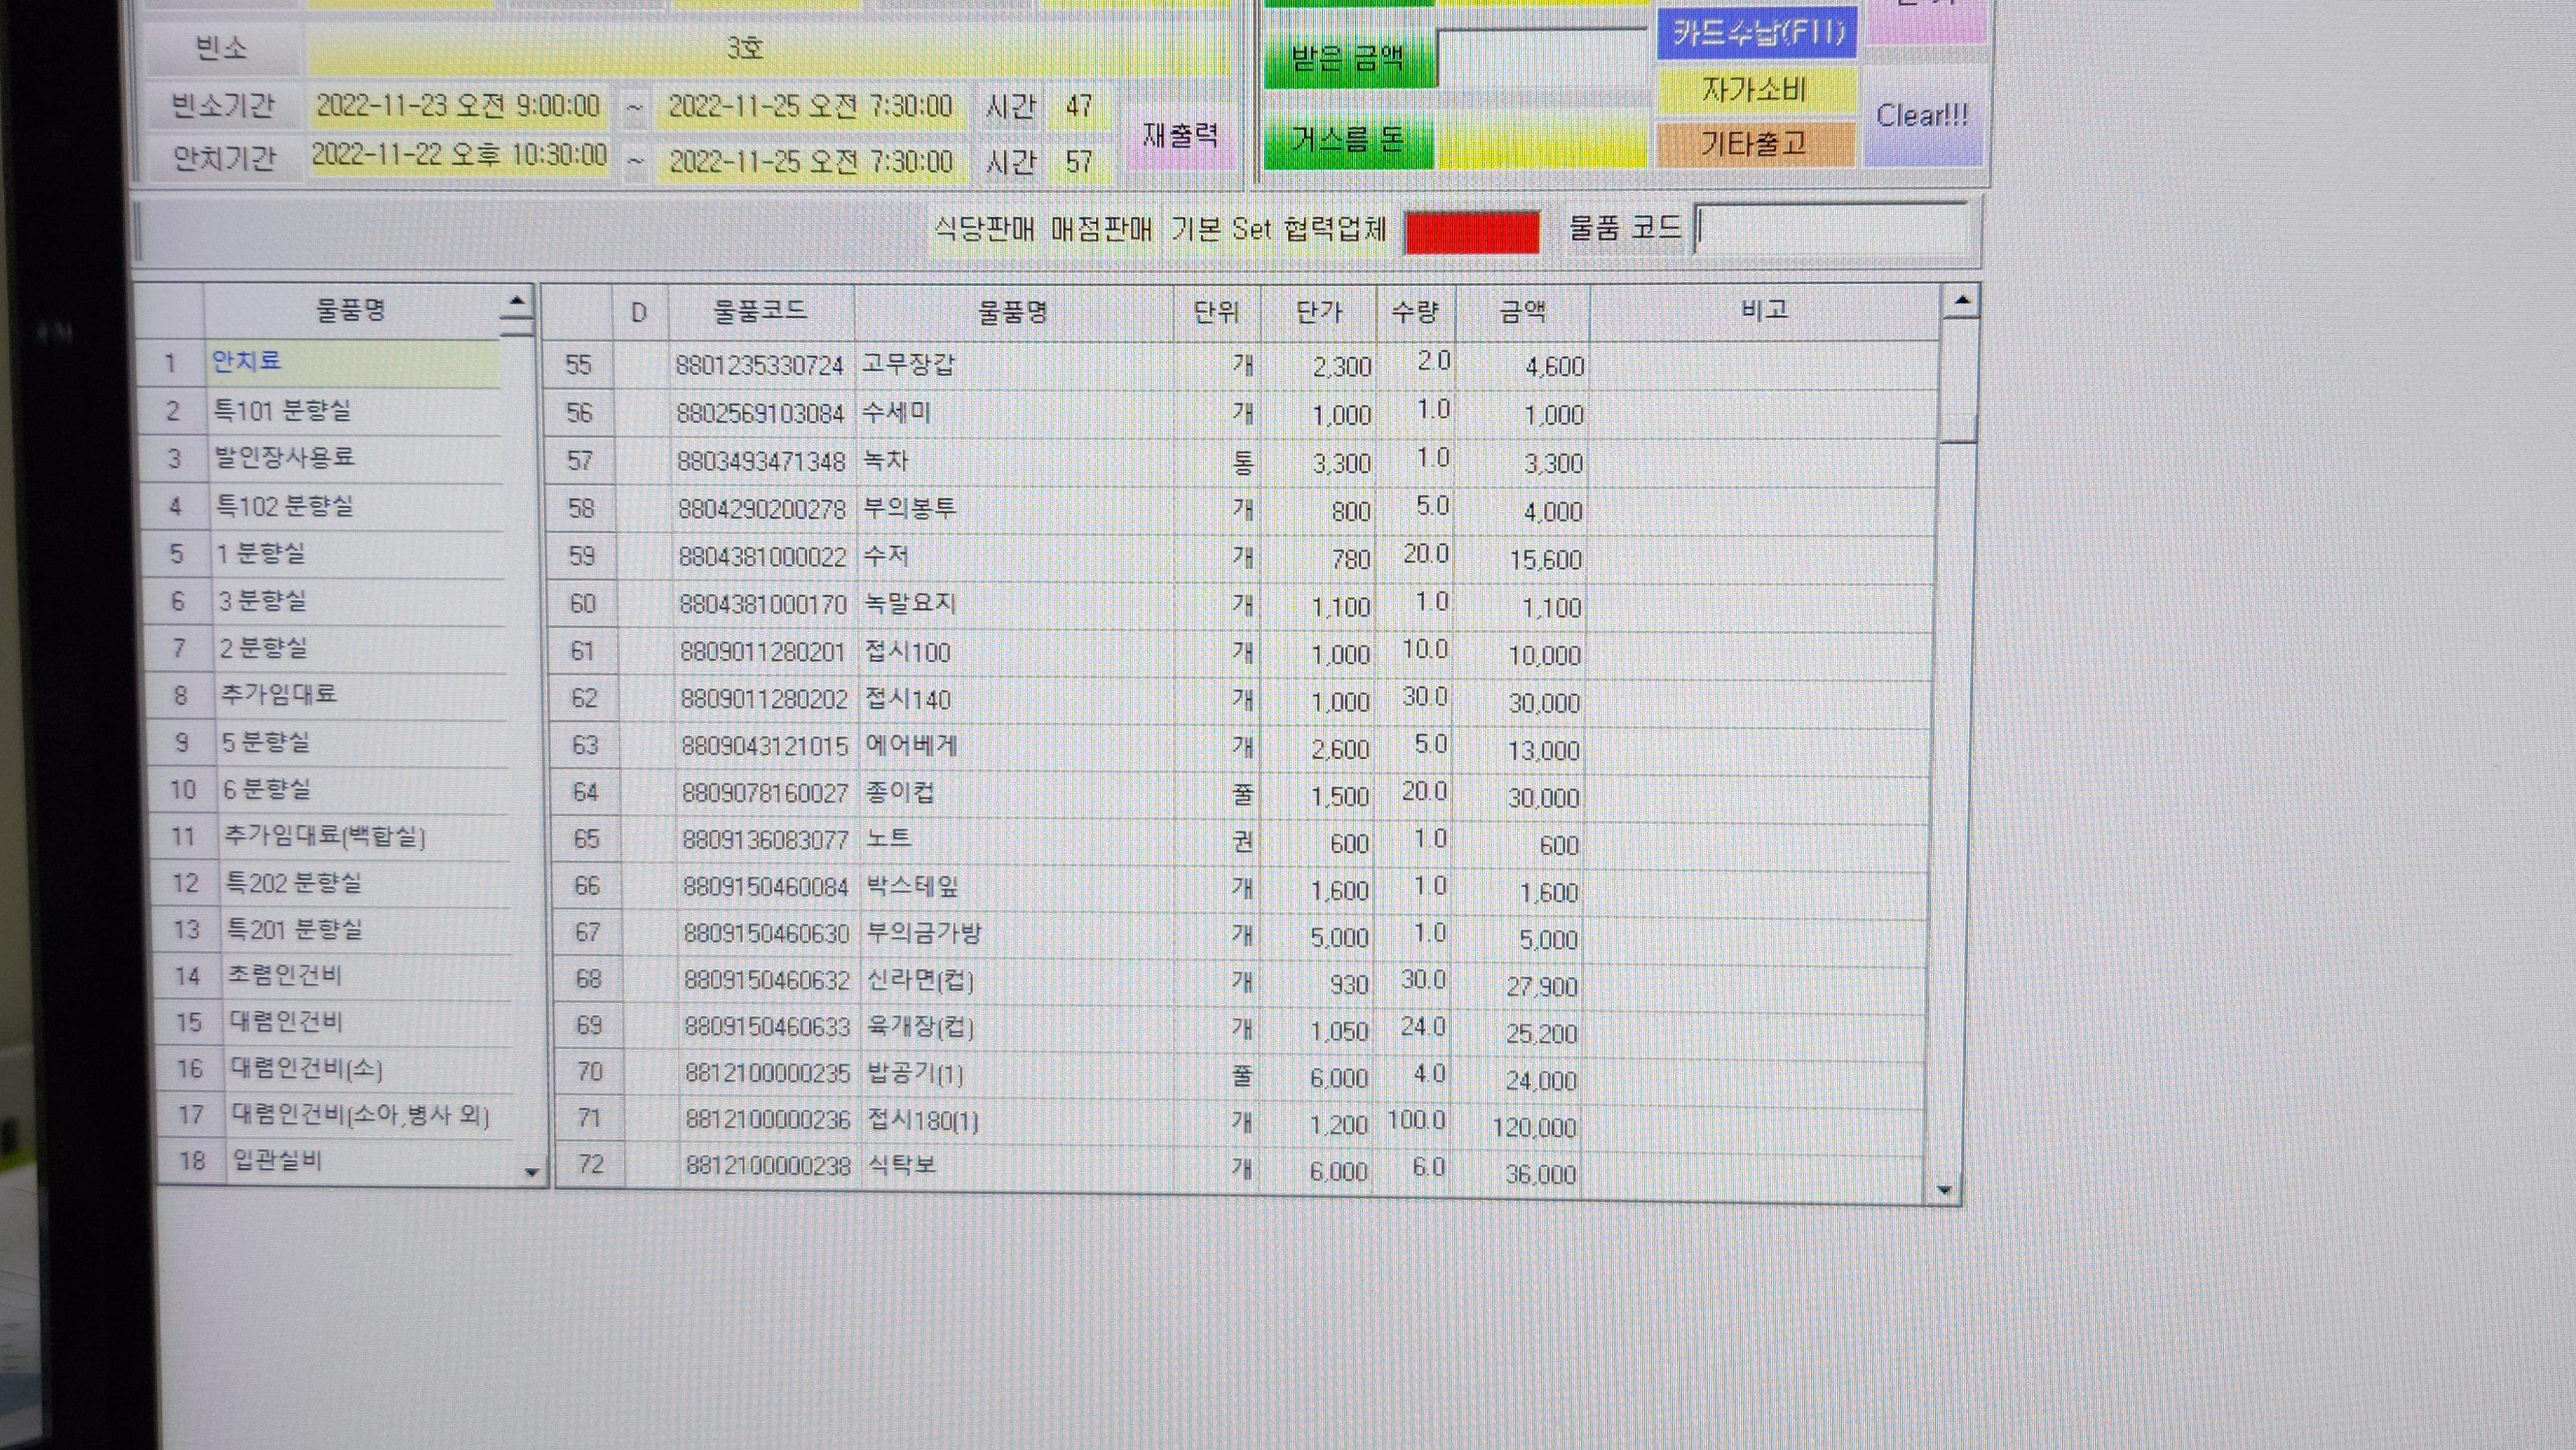 빈소 3호
빈소기간 2022-11-23 오전 9:00:00 ~ 2022-11-25 오전 7:30:00 시간 47
안치기간 2022-11-22 오후 10:30:00 ~ 2022-11-25 오전 7:30:00 시간 57
재출력
받은 금액
거스름 돈
카드수납(F11)
자가소비
기타출고
Clear!!!
식당판매 매점판매 기본 Set 협력업체 물품 코드
물품명
1 안치료
2 특101 분향실
3 발인장사용료
4 특102 분향실
5 1 분향실
6 3 분향실
7 2 분향실
8 추가임대료
9 5 분향실
10 6 분향실
11 추가임대료(백합실)
12 특202 분향실
13 특201 분향실
14 초렴인건비
15 대렴인건비
16 대렴인건비(소)
17 대렴인건비(소아,병사 외)
18 입관실비
D 물품코드 물품명 단위 단가 수량 금액 비고
55 8801235330724 고무장갑 개 2,300 2.0 4,600
56 8802569103084 수세미 개 1,000 1.0 1,000
57 8803493471348 녹차 통 3,300 1.0 3,300
58 8804290200278 부의봉투 개 800 5.0 4,000
59 8804381000022 수저 개 780 20.0 15,600
60 8804381000170 녹말요지 개 1,100 1.0 1,100
61 8809011280201 접시100 개 1,000 10.0 10,000
62 8809011280202 접시140 개 1,000 30.0 30,000
63 8809043121015 에어베게 개 2,600 5.0 13,000
64 8809078160027 종이컵 풀 1,500 20.0 30,000
65 8809136083077 노트 권 600 1.0 600
66 8809150460084 박스테잎 개 1,600 1.0 1,600
67 8809150460630 부의금가방 개 5,000 1.0 5,000
68 8809150460632 신라면(컵) 개 930 30.0 27,900
69 8809150460633 육개장(컵) 개 1,050 24.0 25,200
70 8812100000235 밥공기(1) 풀 6,000 4.0 24,000
71 8812100000236 접시180(1) 개 1,200 100.0 120,000
72 8812100000238 식탁보 개 6,000 6.0 36,000